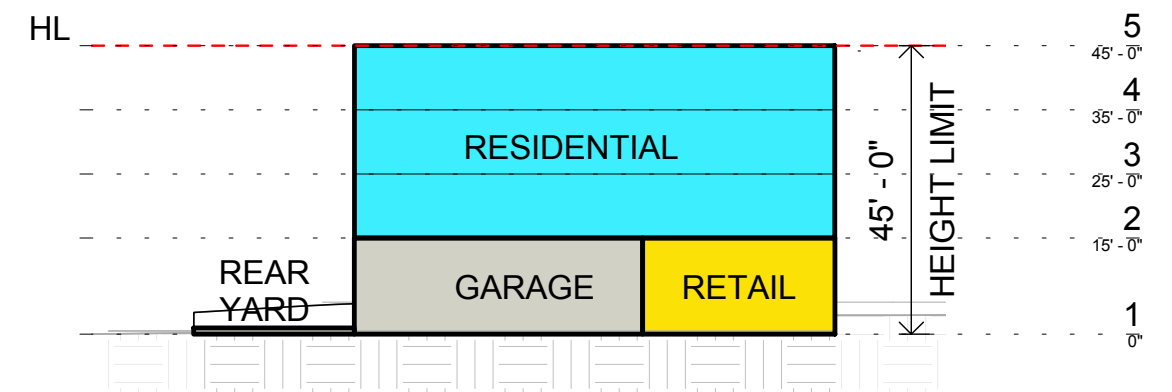 HL
5
45' - 0"
4
35' - 0"
RESIDENTIAL
3
25' - 0"
2
15' - 0"
45' - 0"
HEIGHT LIMIT
REAR
YARD
GARAGE
RETAIL
1
0"